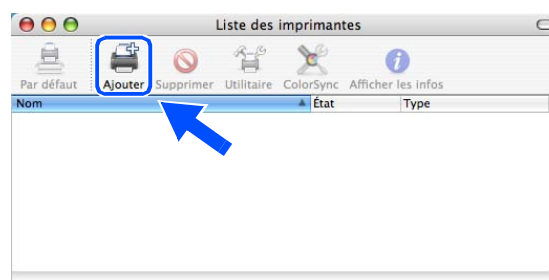 Liste des imprimantes
Par défaut Ajouter Supprimer Utilitaire ColorSync Afficher les infos
Nom État Type